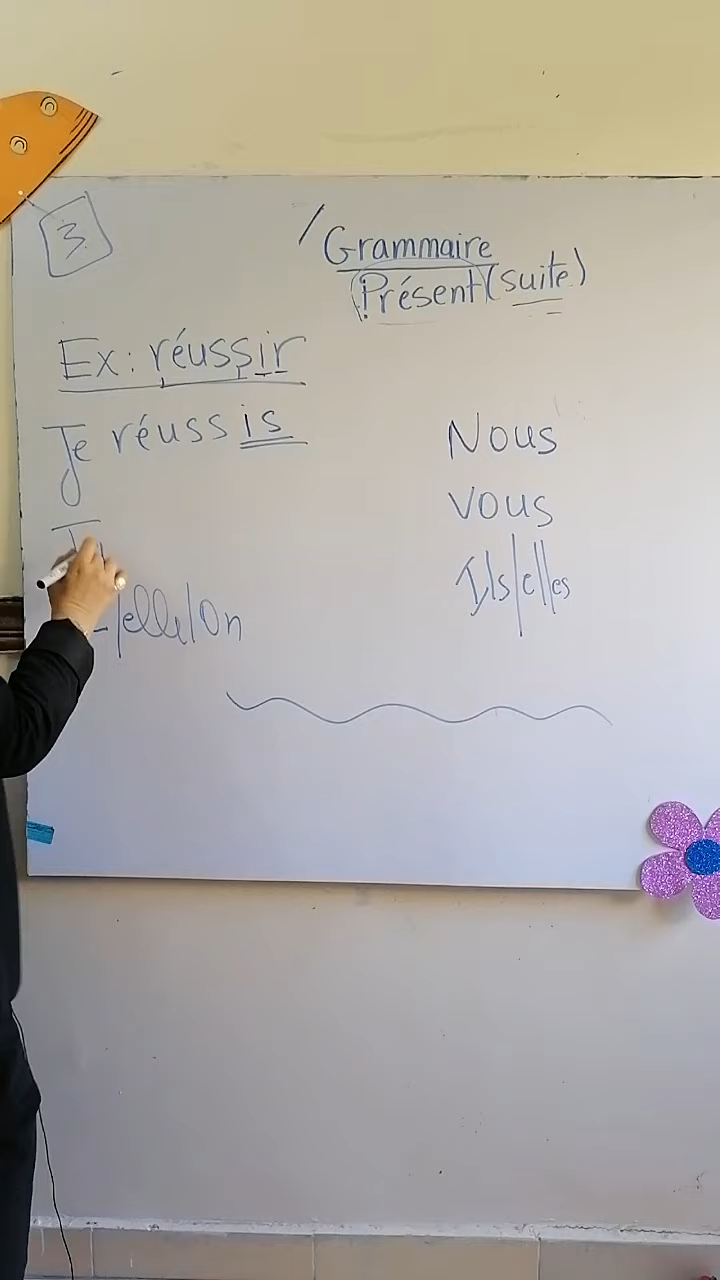 3
Grammaire
Présent (suite)
Ex: réussir
Je réussis
Nous
Vous
Ils/elles
/elle/On